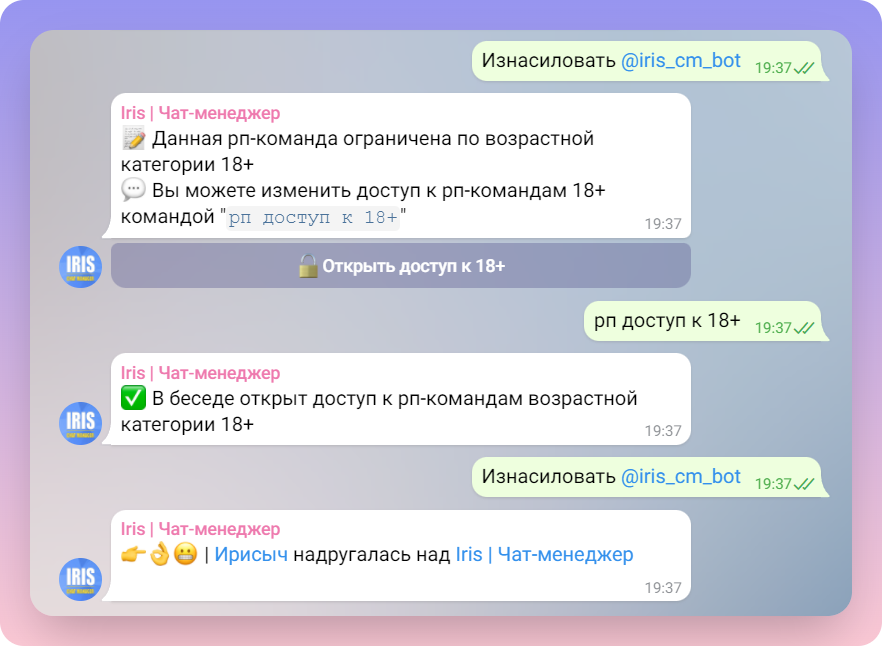 Изнасиловать @iris_cm_bot 19:37
Iris | Чат-менеджер
📝 Данная рп-команда ограничена по возрастной
категории 18+
💬 Вы можете изменить доступ к рп-командам 18+
командой "рп доступ к 18+"
19:37
IRIS
🔓 Открыть доступ к 18+
рп доступ к 18+ 19:37
Iris | Чат-менеджер
✅ В беседе открыт доступ к рп-командам возрастной
категории 18+
19:37
IRIS
Изнасиловать @iris_cm_bot 19:37
Iris | Чат-менеджер
👉👌😬 | Ирисыч надругалась над Iris | Чат-менеджер
19:37
IRIS